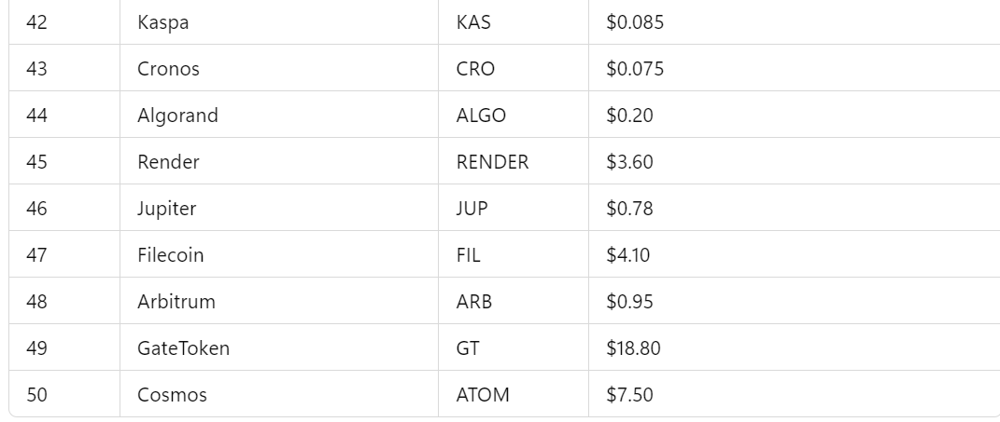 42 Kaspa KAS $0.085
43 Cronos CRO $0.075
44 Algorand ALGO $0.20
45 Render RENDER $3.60
46 Jupiter JUP $0.78
47 Filecoin FIL $4.10
48 Arbitrum ARB $0.95
49 GateToken GT $18.80
50 Cosmos ATOM $7.50